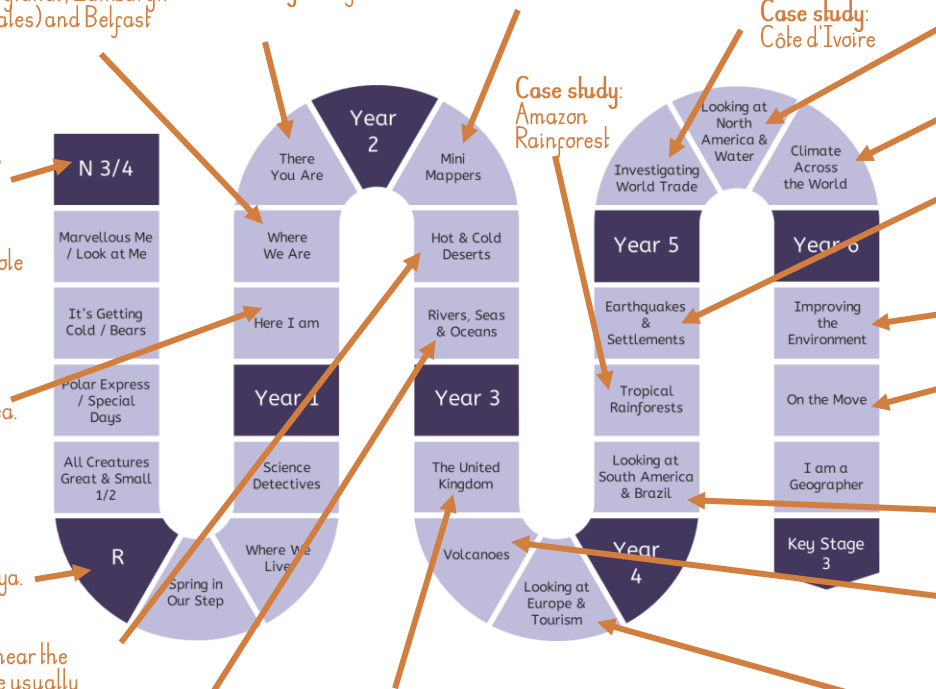 ales) and Belfast
Case study:
Côte d'Ivoire
Case study:
Amazon
Rainforest
N 3/4
Marvellous Me
/ Look at Me
It's Getting
Cold / Bears
Polar Express
/ Special
Days
All Creatures
Great & Small
1/2
R
Spring in
Our Step
Where We
Live
Science
Detectives
Year 1
Here I am
Where
We Are
There
You Are
Year
2
Mini
Mappers
Hot & Cold
Deserts
Rivers, Seas
& Oceans
Year 3
The United
Kingdom
Volcanoes
Looking at
Europe &
Tourism
Year
4
Looking at
South America
& Brazil
Tropical
Rainforests
Earthquakes
&
Settlements
Year 5
Investigating
World Trade
Looking at
North
America &
Water
Climate
Across
the World
Year 6
Improving
the
Environment
On the Move
I am a
Geographer
Key Stage
3
near the
usually